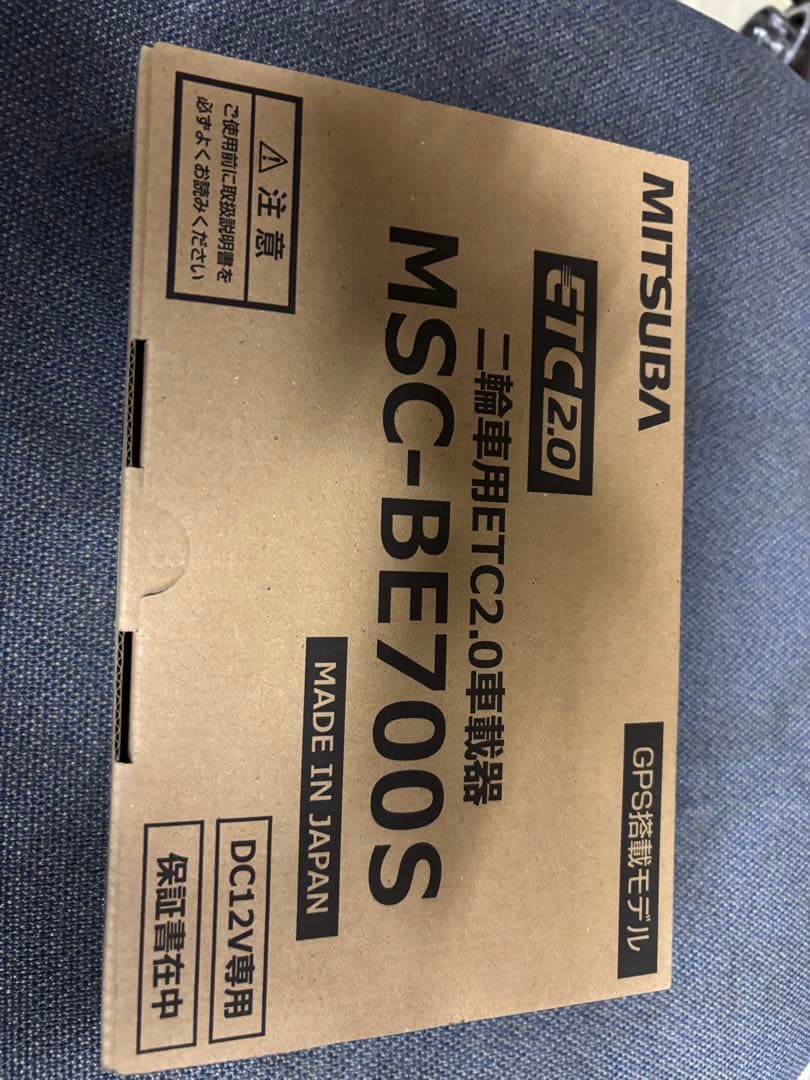 MITSUBA
GPS搭載モデル
ETC2.0
二輪車用ETC2.0車載器
MSC-BE700S
MADE IN JAPAN
注意
ご使用前に取扱説明書を
必ずよくお読みください
DC12V専用
保証書在中